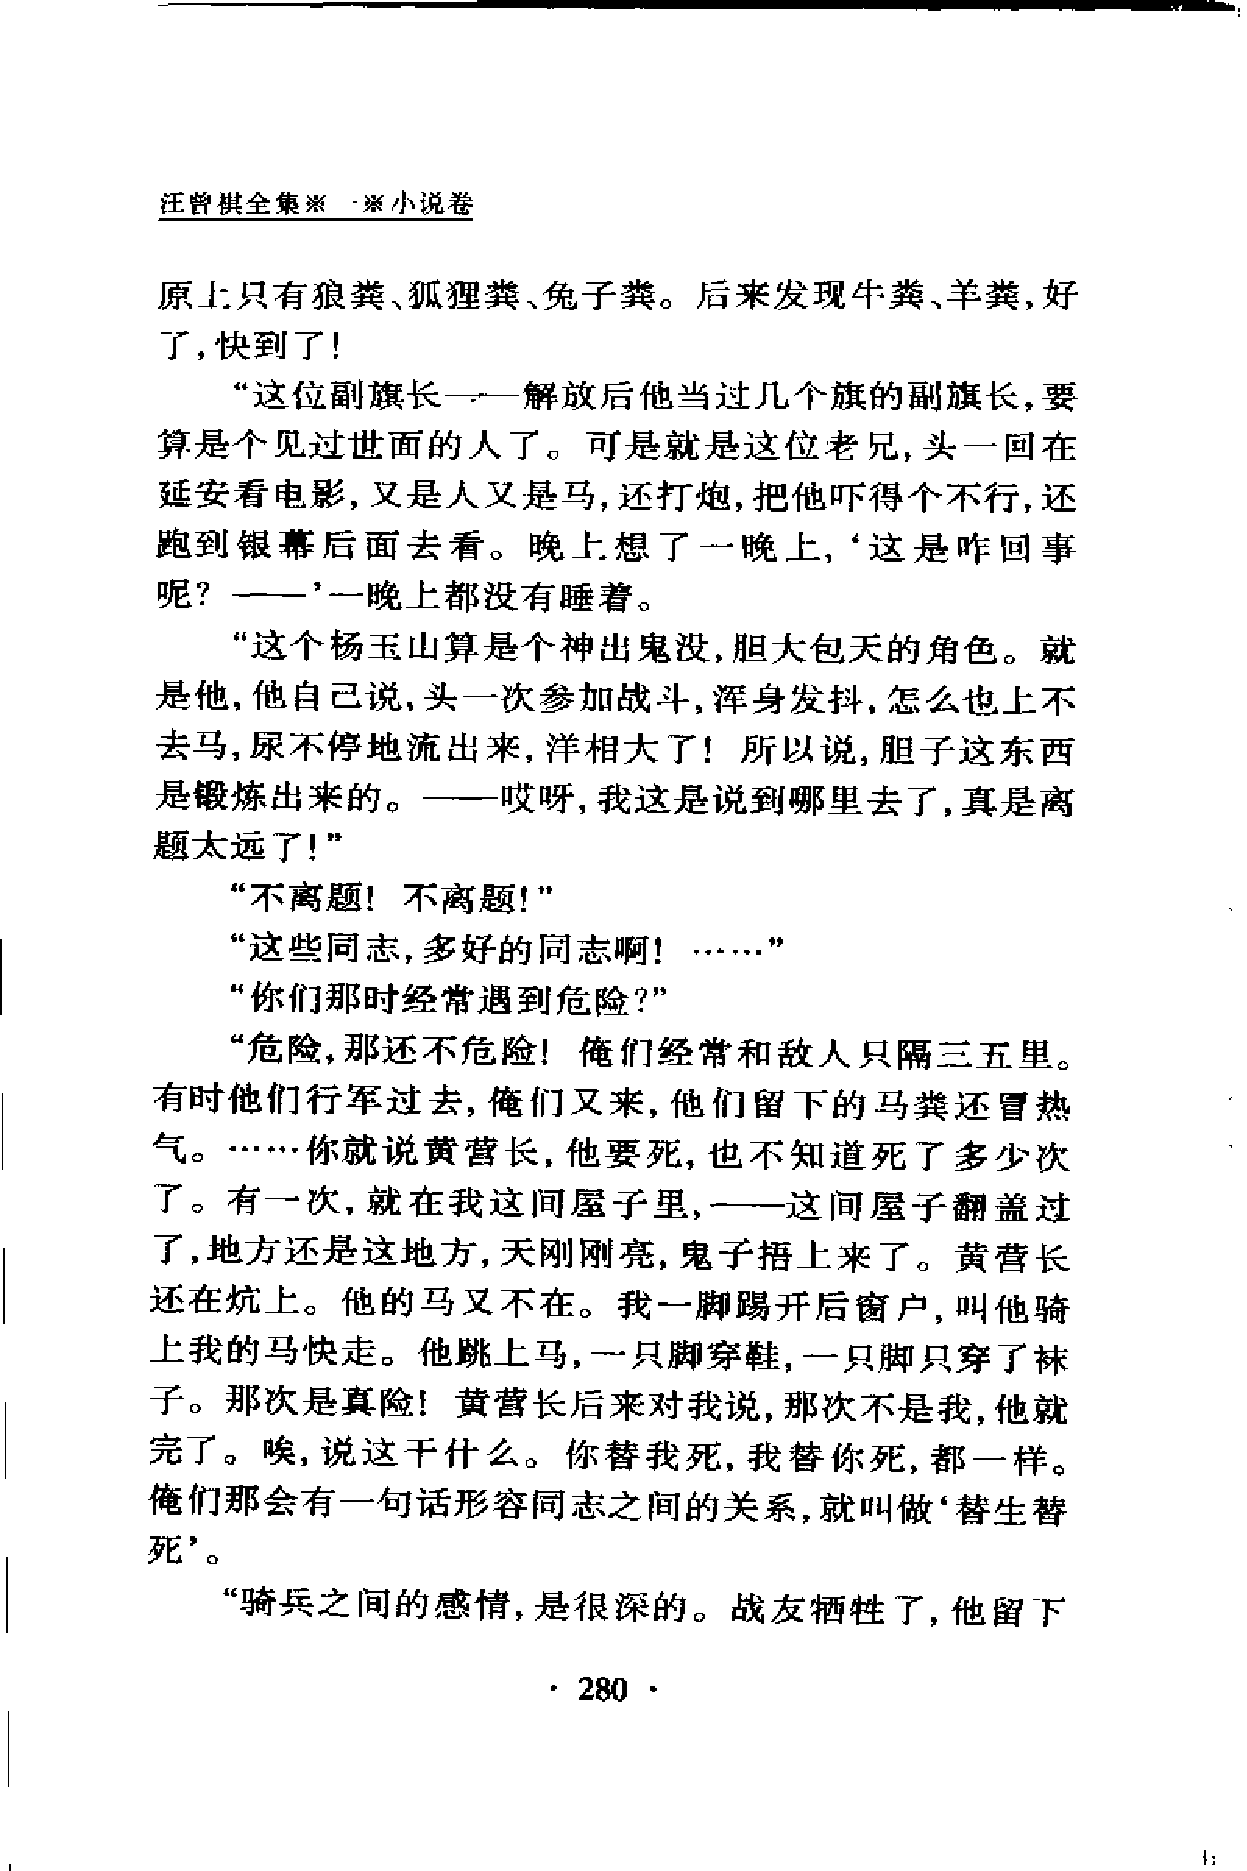 汪曾祺全集※一※小说卷
原上只有狼粪、狐狸粪、兔子粪。后来发现牛粪、羊粪,好
了,快到了!
“这位副旗长——解放后他当过几个旗的副旗长,要
算是个见过世面的人了。可是就是这位老兄,头一回在
延安看电影,又是人又是马,还打炮,把他吓得个不行,还
跑到银幕后面去看。晚上想了一晚上,‘这是咋回事
呢?——’一晚上都没有睡着。
“这个杨玉山算是个神出鬼没,胆大包天的角色。就
是他,他自己说,头一次参加战斗,浑身发抖,怎么也上不
去马,尿不停地流出来,洋相大了!所以说,胆子这东西
是锻炼出来的。——哎呀,我这是说到哪里去了,真是离
题太远了!”
“不离题!不离题!”
“这些同志,多好的同志啊!……”
“你们那时经常遇到危险?”
“危险,那还不危险!俺们经常和敌人只隔三五里。
有时他们行军过去,俺们又来,他们留下的马粪还冒热
气。……你就说黄营长,他要死,也不知道死了多少次
了。有一次,就在我这间屋子里,——这间屋子翻盖过
了,地方还是这地方,天刚刚亮,鬼子捂上来了。黄营长
还在炕上。他的马又不在。我一脚踢开后窗户,叫他骑
上我的马快走。他跳上马,一只脚穿鞋,一只脚只穿了袜
子。那次是真险!黄营长后来对我说,那次不是我,他就
完了。唉,说这干什么。你替我死,我替你死,都一样。
俺们那会有一句话形容同志之间的关系,就叫做‘替生替
死’。
“骑兵之间的感情,是很深的。战友牺牲了,他留下
· 280 ·